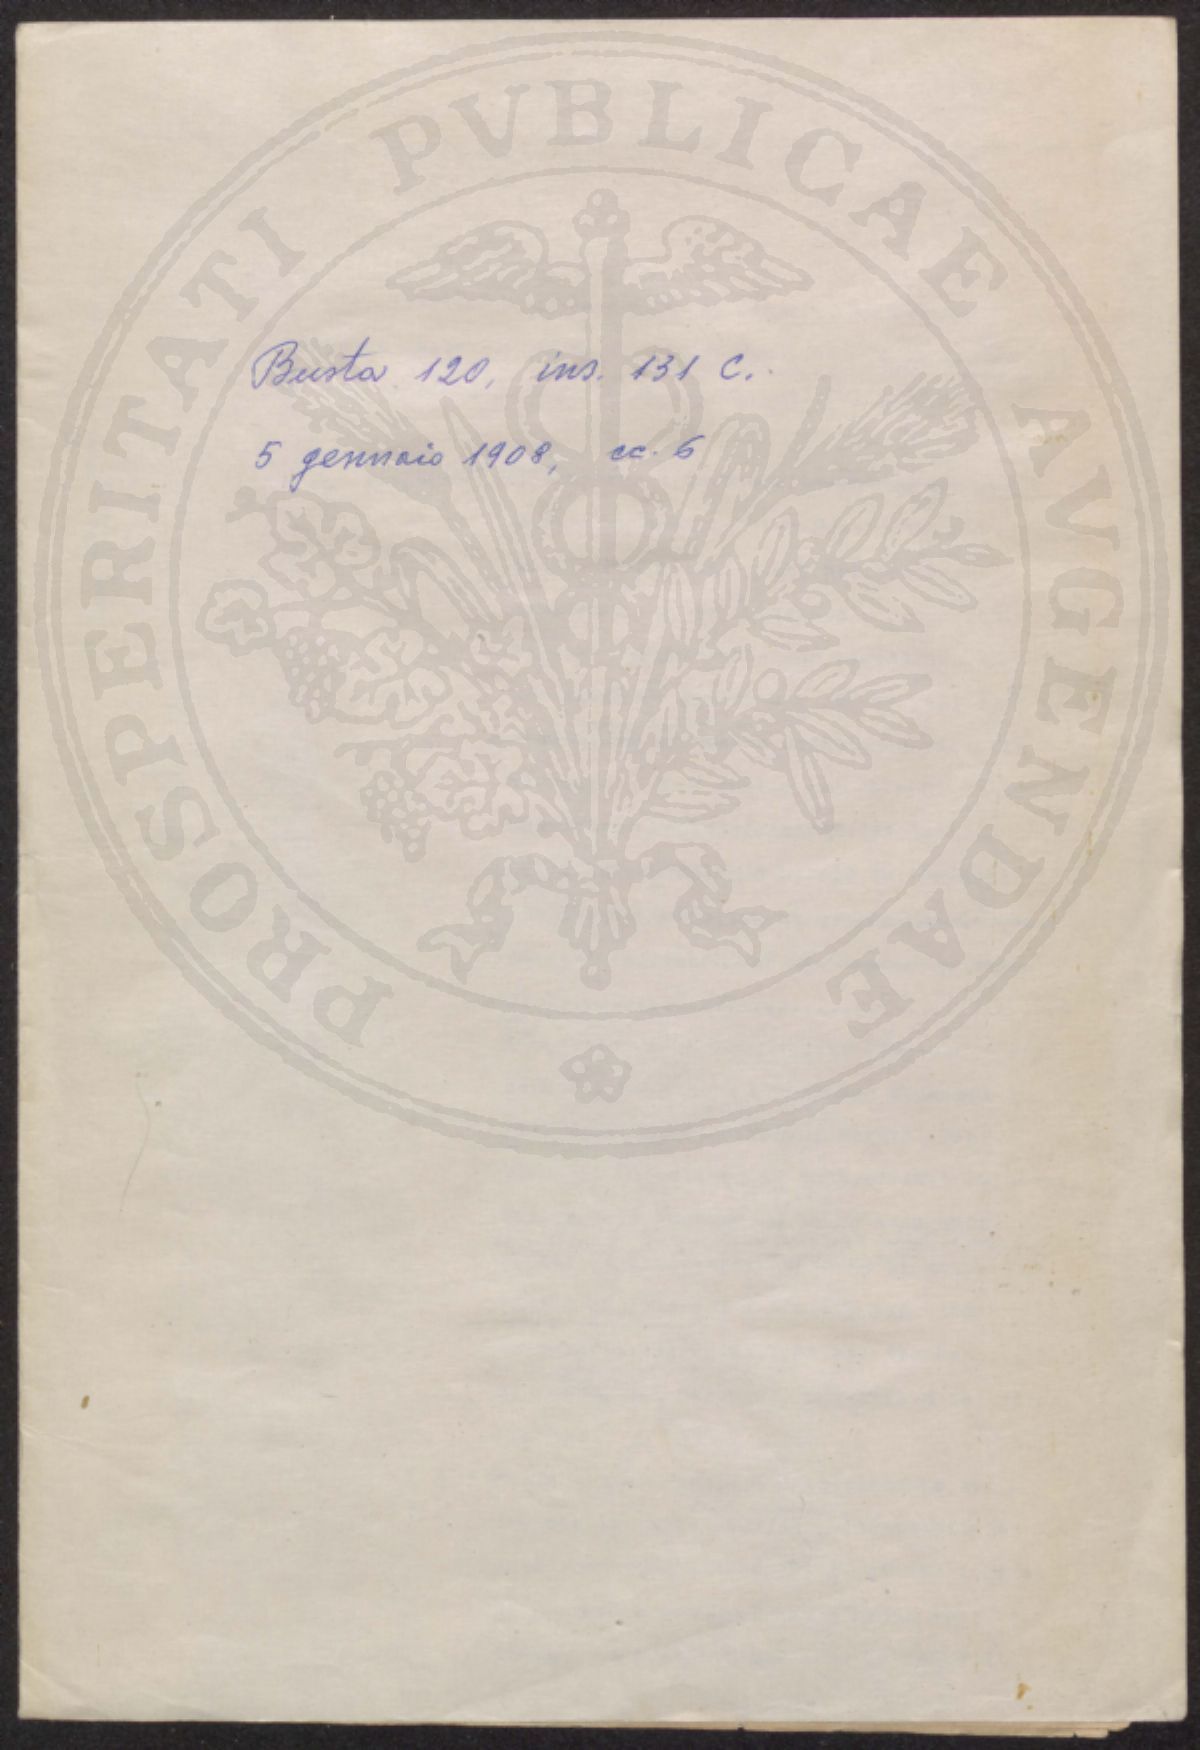 PROSPERITATI PVBLICAE AVGENDAE
Busta 120, ins. 131 C.
5 gennaio 1908, cc. 6